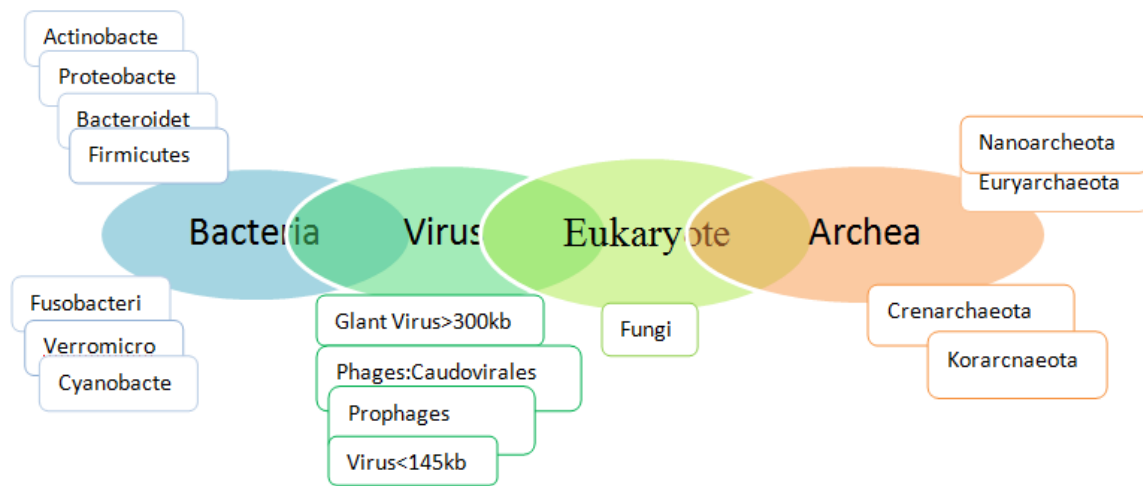 Actinobacte
Proteobacte
Bacteroidet
Firmicutes
Nanoarcheota
Euryarchaeota
Bacteria
Virus
Eukaryote
Archea
Fusobacteri
Verromicro
Cyanobacte
Glant Virus>300kb
Phages:Caudovirales
Prophages
Virus<145kb
Fungi
Crenarchaeota
Korarcnaeota